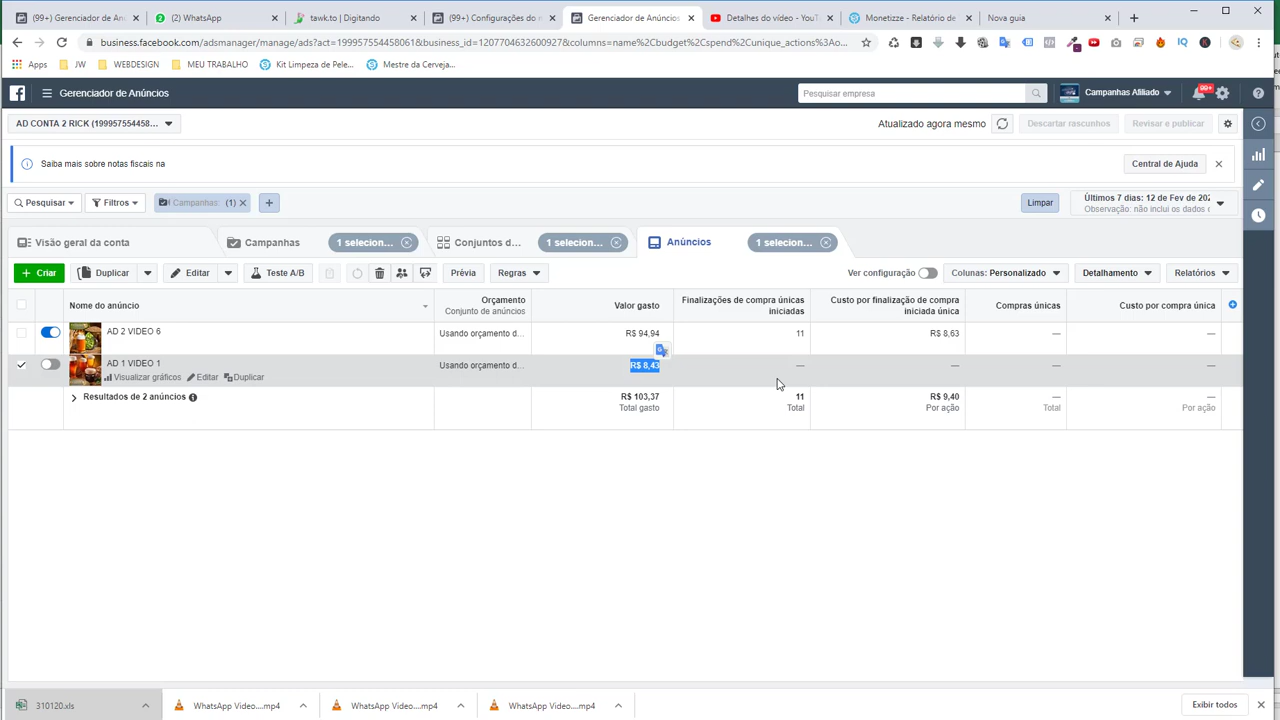 (99+) Gerenciador de An
(2) WhatsApp
tawk.to | Digitando
(99+) Configurações do n
Gerenciador de Anúncios
Detalhes do vídeo - YouT
Monetizze - Relatório de
Nova guia
business.facebook.com/adsmanager/manage/ads?act=199957554458061&business_id=1207704632600927&columns=name%2Cbudget%2Cspend%2Cunique_actions%3Ao...
Apps
JW
WEBDESIGN
MEU TRABALHO
Kit Limpeza de Pele...
Mestre da Cerveja...
Gerenciador de Anúncios
Pesquisar empresa
Campanhas Afiliado
99+
AD CONTA 2 RICK (199957554458...
Atualizado agora mesmo
Descartar rascunhos
Revisar e publicar
Saiba mais sobre notas fiscais na
Central de Ajuda
Pesquisar
Filtros
Campanhas: (1)
Limpar
Últimos 7 dias: 12 de Fev de 202
Observação: não inclui os dados d
Visão geral da conta
Campanhas
1 selecion...
Conjuntos d...
1 selecion...
Anúncios
1 selecion...
Criar
Duplicar
Editar
Teste A/B
Prévia
Regras
Ver configuração
Colunas: Personalizado
Detalhamento
Relatórios
Nome do anúncio
Orçamento
Conjunto de anúncios
Valor gasto
Finalizações de compra únicas
iniciadas
Custo por finalização de compra
iniciada única
Compras únicas
Custo por compra única
AD 2 VIDEO 6
Usando orçamento d...
R$ 94,94
11
R$ 8,63
—
—
AD 1 VIDEO 1
Visualizar gráficos
Editar
Duplicar
Usando orçamento d...
R$ 8,43
—
—
—
—
Resultados de 2 anúncios
R$ 103,37
Total gasto
11
Total
R$ 9,40
Por ação
—
Total
—
Por ação
310120.xls
WhatsApp Video....mp4
WhatsApp Video....mp4
WhatsApp Video....mp4
Exibir todos